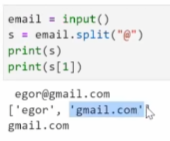 email = input()
s = email.split("@")
print(s)
print(s[1])
egor@gmail.com
['egor', 'gmail.com']
gmail.com